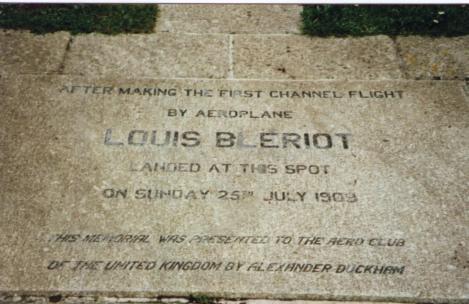 AFTER MAKING THE FIRST CHANNEL FLIGHT
BY AEROPLANE
LOUIS BLERIOT
LANDED AT THIS SPOT
ON SUNDAY 25TH JULY 1909
THIS MEMORIAL WAS PRESENTED TO THE AERO CLUB
OF THE UNITED KINGDOM BY ALEXANDER DUCKHAM